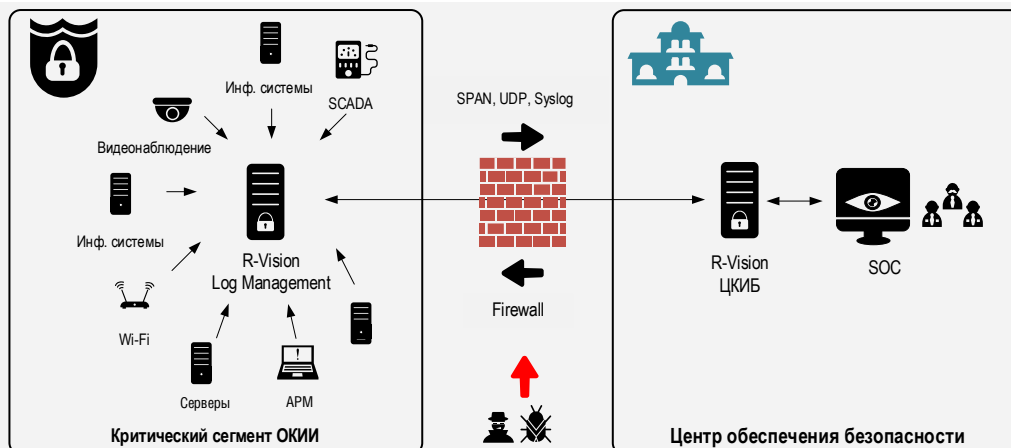 Инф. системы
SCADA
Видеонаблюдение
Инф. системы
R-Vision
Log Management
Wi-Fi
Серверы
АРМ
Критический сегмент ОКИИ
SPAN, UDP, Syslog
Firewall
R-Vision
ЦКИБ
SOC
Центр обеспечения безопасности